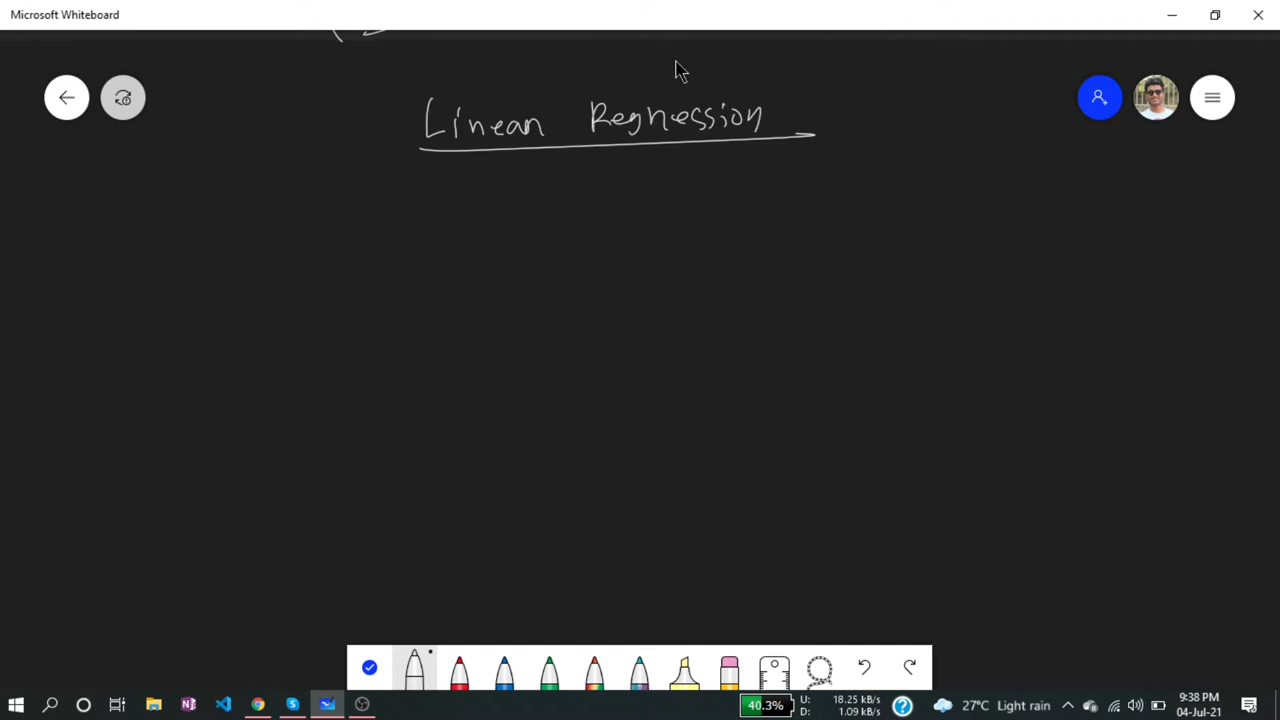 Microsoft Whiteboard
Linear Regression
40.3%
U: 18.25 kB/s
D: 1.09 kB/s
27°C Light rain
9:38 PM
04-Jul-21